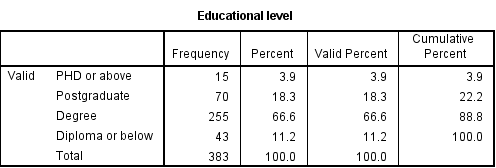 Educational level
Cumulative
Frequency Percent Valid Percent Percent
Valid PHD or above 15 3.9 3.9 3.9
Postgraduate 70 18.3 18.3 22.2
Degree 255 66.6 66.6 88.8
Diploma or below 43 11.2 11.2 100.0
Total 383 100.0 100.0